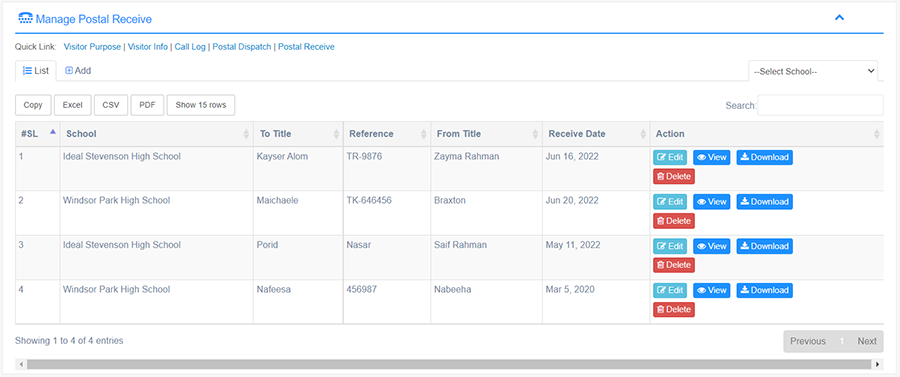 Manage Postal Receive
Quick Link: Visitor Purpose | Visitor Info | Call Log | Postal Dispatch | Postal Receive
List Add --Select School--
Copy Excel CSV PDF Show 15 rows Search:
#SL School To Title Reference From Title Receive Date Action
1 Ideal Stevenson High School Kayser Alom TR-9876 Zayma Rahman Jun 16, 2022 Edit View Download
Delete
2 Windsor Park High School Maichaele TK-646456 Braxton Jun 20, 2022 Edit View Download
Delete
3 Ideal Stevenson High School Porid Nasar Saif Rahman May 11, 2022 Edit View Download
Delete
4 Windsor Park High School Nafeesa 456987 Nabeeha Mar 5, 2020 Edit View Download
Delete
Showing 1 to 4 of 4 entries Previous 1 Next